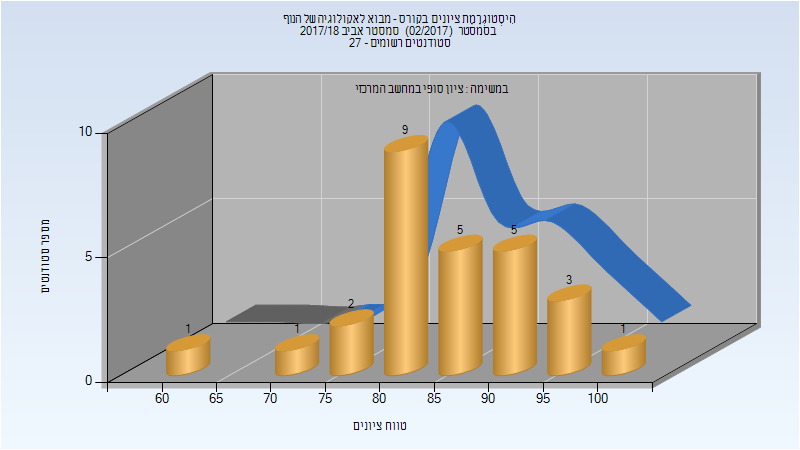 היסטוגרמת ציונים בקורס - מבוא לאקולוגיה של הנוף
בסמסטר (02/2017) סמסטר אביב 2017/18
סטודנטים רשומים - 27
במשימה : ציון סופי במחשב המרכזי
10
5
0
מספר סטודנטים
1
1
2
9
5
5
3
1
60 65 70 75 80 85 90 95 100
טווח ציונים